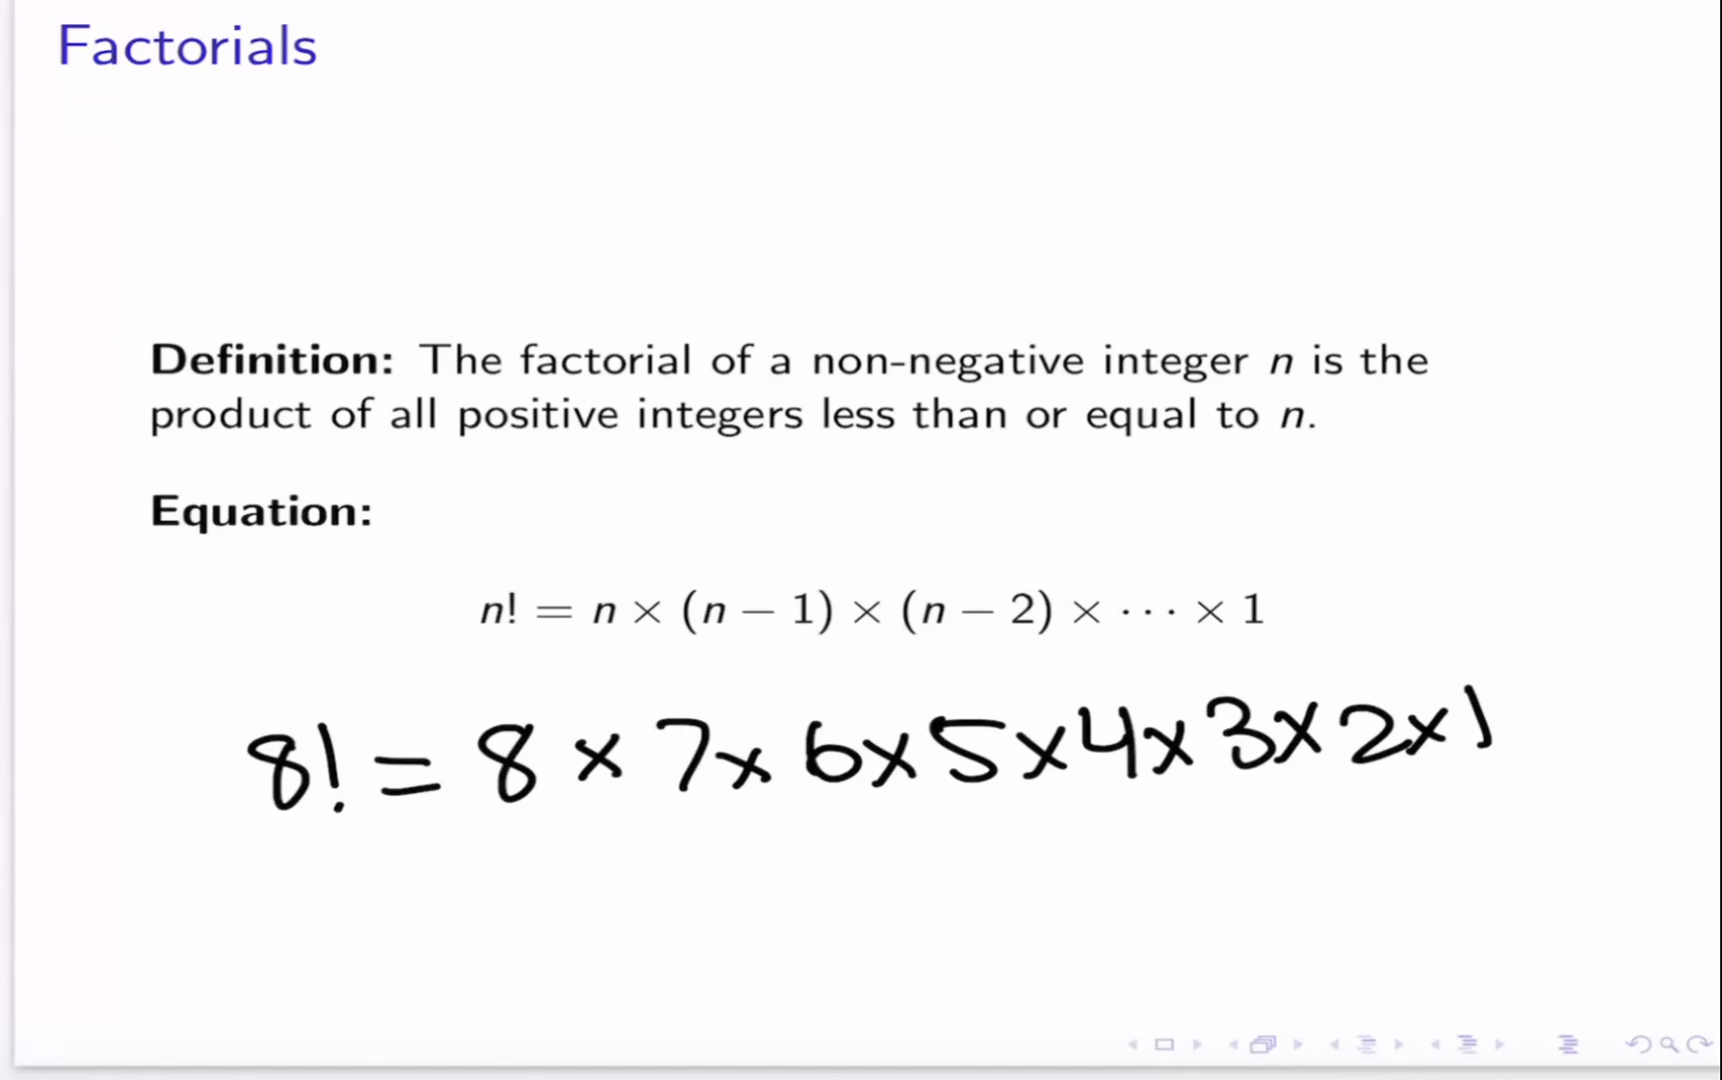 Factorials
Definition: The factorial of a non-negative integer n is the
product of all positive integers less than or equal to n.
Equation:
n! = n × (n − 1) × (n − 2) × · · · × 1
8! = 8 × 7 × 6 × 5 × 4 × 3 × 2 × 1